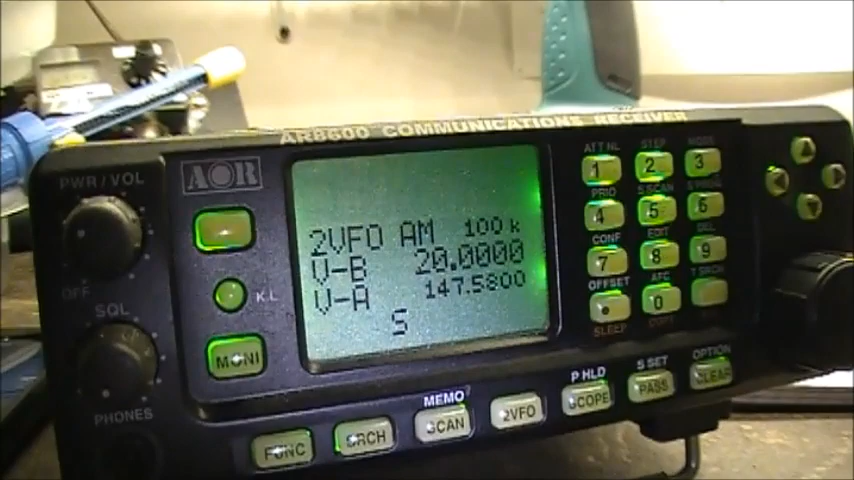 AR8600 COMMUNICATIONS RECEIVER
PWR/VOL
OFF
SQL
PHONES
AOR
K.L
MONI
2VFO AM 100k
V-B 20.0000
V-A 147.5800
S
ATT NL STEP MODE
1 2 3
PRIO S.SCAN
4 5 6
CONF EDIT DEL
7 8 9
OFFSET AFC T SRCH
• 0
SLEEP COPY
MEMO P HLD S SET OPTION
FUNC SRCH SCAN 2VFO SCOPE PASS CLEAR